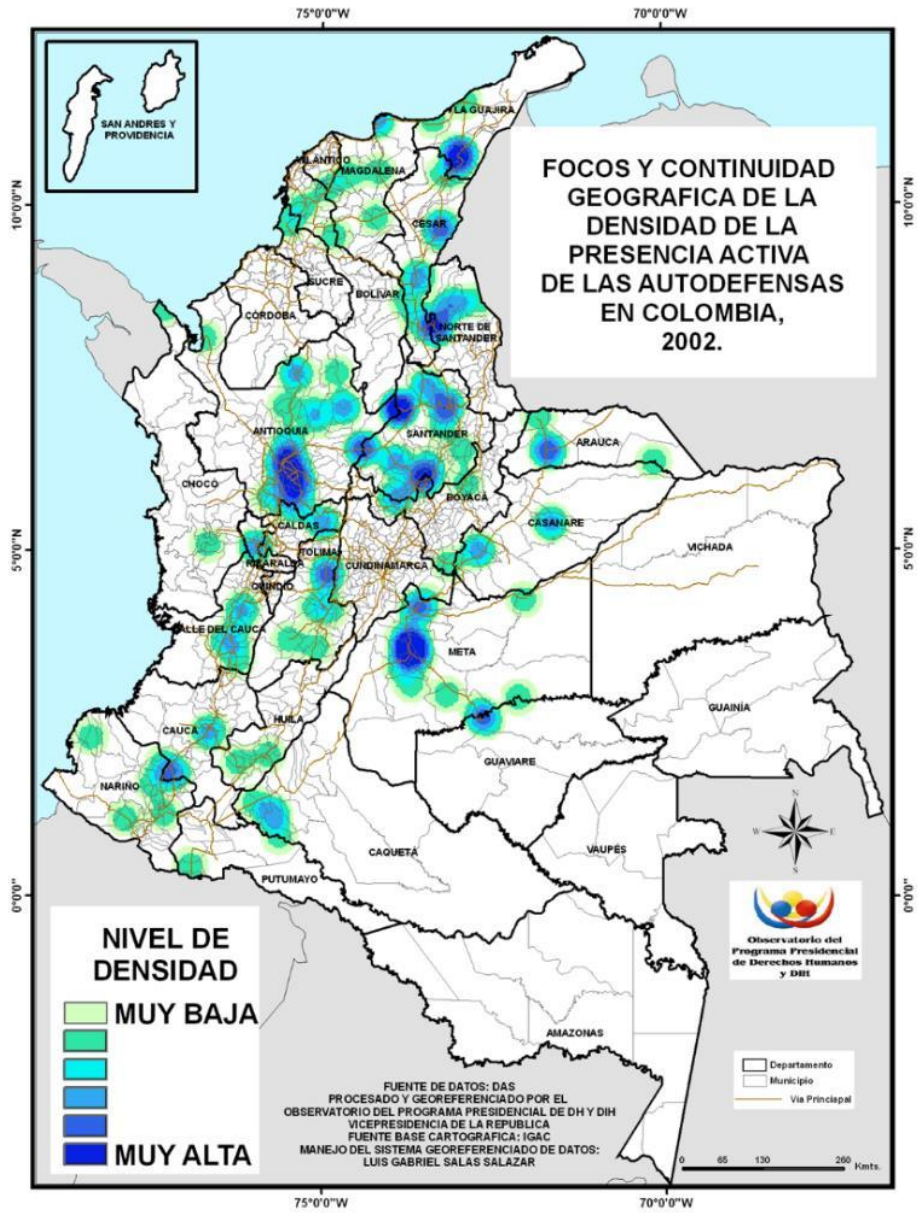 75°0'0"W
70°0'0"W
SAN ANDRES Y
PROVIDENCIA
LA GUAJIRA
ATLANTICO
MAGDALENA
FOCOS Y CONTINUIDAD
GEOGRAFICA DE LA
DENSIDAD DE LA
PRESENCIA ACTIVA
DE LAS AUTODEFENSAS
EN COLOMBIA,
2002.
10°0'0"N
10°0'0"N
CESAR
SUCRE
BOLIVAR
CORDOBA
NORTE DE
SANTANDER
ANTIOQUIA
SANTANDER
ARAUCA
CHOCO
BOYACA
CALDAS
CASANARE
5°0'0"N
5°0'0"N
VICHADA
TOLIMA
RISARALDA
CUNDINAMARCA
QUINDIO
VALLE DEL CAUCA
META
GUAINÍA
HUILA
CAUCA
GUAVIARE
NARIÑO
W
E
N
S
CAQUETÁ
VAUPÉS
PUTUMAYO
0°0'0"
0°0'0"
Observatorio del
Programa Presidencial
de Derechos Humanos
y DIH
NIVEL DE
DENSIDAD
MUY BAJA
MUY ALTA
AMAZONAS
FUENTE DE DATOS: DAS
PROCESADO Y GEOREFERENCIADO POR EL
OBSERVATORIO DEL PROGRAMA PRESIDENCIAL DE DH Y DIH
VICEPRESIDENCIA DE LA REPUBLICA
FUENTE BASE CARTOGRAFICA: IGAC
MANEJO DEL SISTEMA GEOREFERENCIADO DE DATOS:
LUIS GABRIEL SALAS SALAZAR
Departamento
Municipio
Via Princiapal
0 65 130 260
Kmts.
75°0'0"W
70°0'0"W